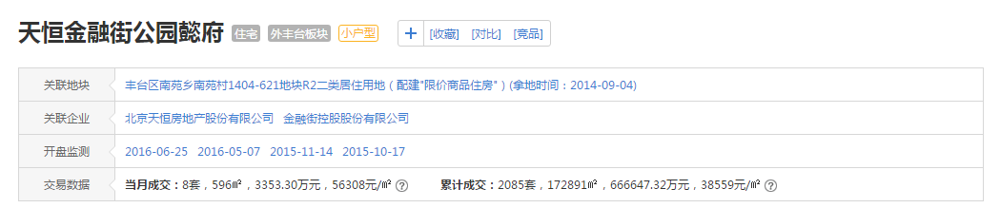 天恒金融街公园懿府 住宅 外丰台板块 小户型 + [收藏] [对比] [竞品]
关联地块 丰台区南苑乡南苑村1404-621地块R2二类居住用地（配建"限价商品住房"）(拿地时间：2014-09-04)
关联企业 北京天恒房地产股份有限公司 金融街控股股份有限公司
开盘监测 2016-06-25 2016-05-07 2015-11-14 2015-10-17
交易数据 当月成交：8套，596㎡，3353.30万元，56308元/㎡ ? 累计成交：2085套，172891㎡，666647.32万元，38559元/㎡ ?